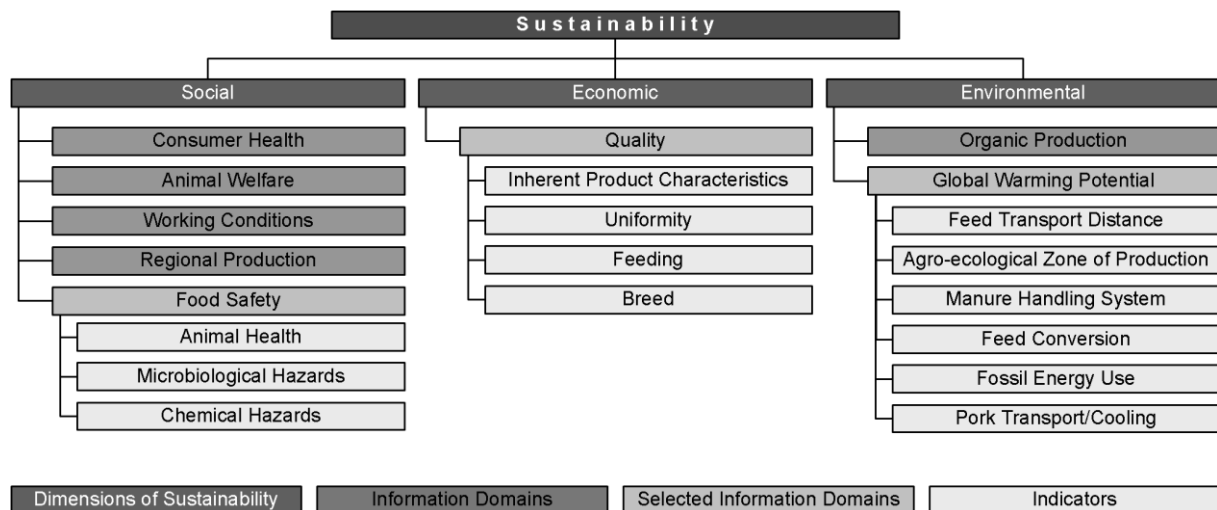 Sustainability
Social
Consumer Health
Animal Welfare
Working Conditions
Regional Production
Food Safety
Animal Health
Microbiological Hazards
Chemical Hazards
Economic
Quality
Inherent Product Characteristics
Uniformity
Feeding
Breed
Environmental
Organic Production
Global Warming Potential
Feed Transport Distance
Agro-ecological Zone of Production
Manure Handling System
Feed Conversion
Fossil Energy Use
Pork Transport/Cooling
Dimensions of Sustainability
Information Domains
Selected Information Domains
Indicators